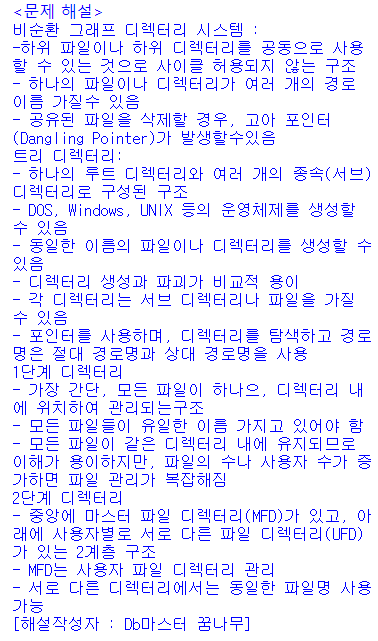 <문제 해설>
비순환 그래프 디렉터리 시스템 :
-하위 파일이나 하위 디렉터리를 공동으로 사용
할 수 있는 것으로 사이클 허용되지 않는 구조
- 하나의 파일이나 디렉터리가 여러 개의 경로
이름 가질수 있음
- 공유된 파일을 삭제할 경우, 고아 포인터
(Dangling Pointer)가 발생할수있음
트리 디렉터리:
- 하나의 루트 디렉터리와 여러 개의 종속(서브)
디렉터리로 구성된 구조
- DOS, Windows, UNIX 등의 운영체제를 생성할
수 있음
- 동일한 이름의 파일이나 디렉터리를 생성할 수
있음
- 디렉터리 생성과 파괴가 비교적 용이
- 각 디렉터리는 서브 디렉터리나 파일을 가질
수 있음
- 포인터를 사용하며, 디렉터리를 탐색하고 경로
명은 절대 경로명과 상대 경로명을 사용
1단계 디렉터리
- 가장 간단, 모든 파일이 하나으, 디렉터리 내
에 위치하여 관리되는구조
- 모든 파일들이 유일한 이름 가지고 있어야 함
- 모든 파일이 같은 디렉터리 내에 유지되므로
이해가 용이하지만, 파일의 수나 사용자 수가 증
가하면 파일 관리가 복잡해짐
2단계 디렉터리
- 중앙에 마스터 파일 디렉터리(MFD)가 있고, 아
래에 사용자별로 서로 다른 파일 디렉터리(UFD)
가 있는 2계층 구조
- MFD는 사용자 파일 디렉터리 관리
- 서로 다른 디렉터리에서는 동일한 파일명 사용
가능
[해설작성자 : Db마스터 꿈나무]